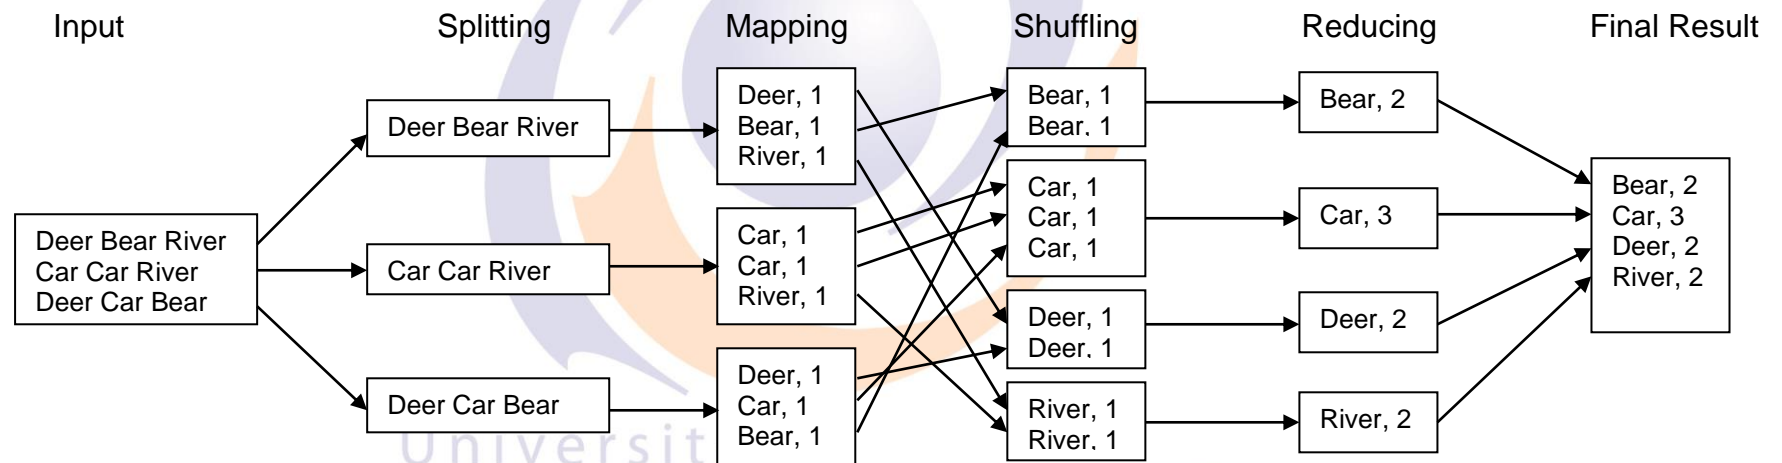 Input
Splitting
Mapping
Shuffling
Reducing
Final Result
Deer Bear River
Car Car River
Deer Car Bear
Deer Bear River
Car Car River
Deer Car Bear
Deer, 1
Bear, 1
River, 1
Car, 1
Car, 1
River, 1
Deer, 1
Car, 1
Bear, 1
Bear, 1
Bear, 1
Car, 1
Car, 1
Car, 1
Deer, 1
Deer, 1
River, 1
River, 1
Bear, 2
Car, 3
Deer, 2
River, 2
Bear, 2
Car, 3
Deer, 2
River, 2
Universit